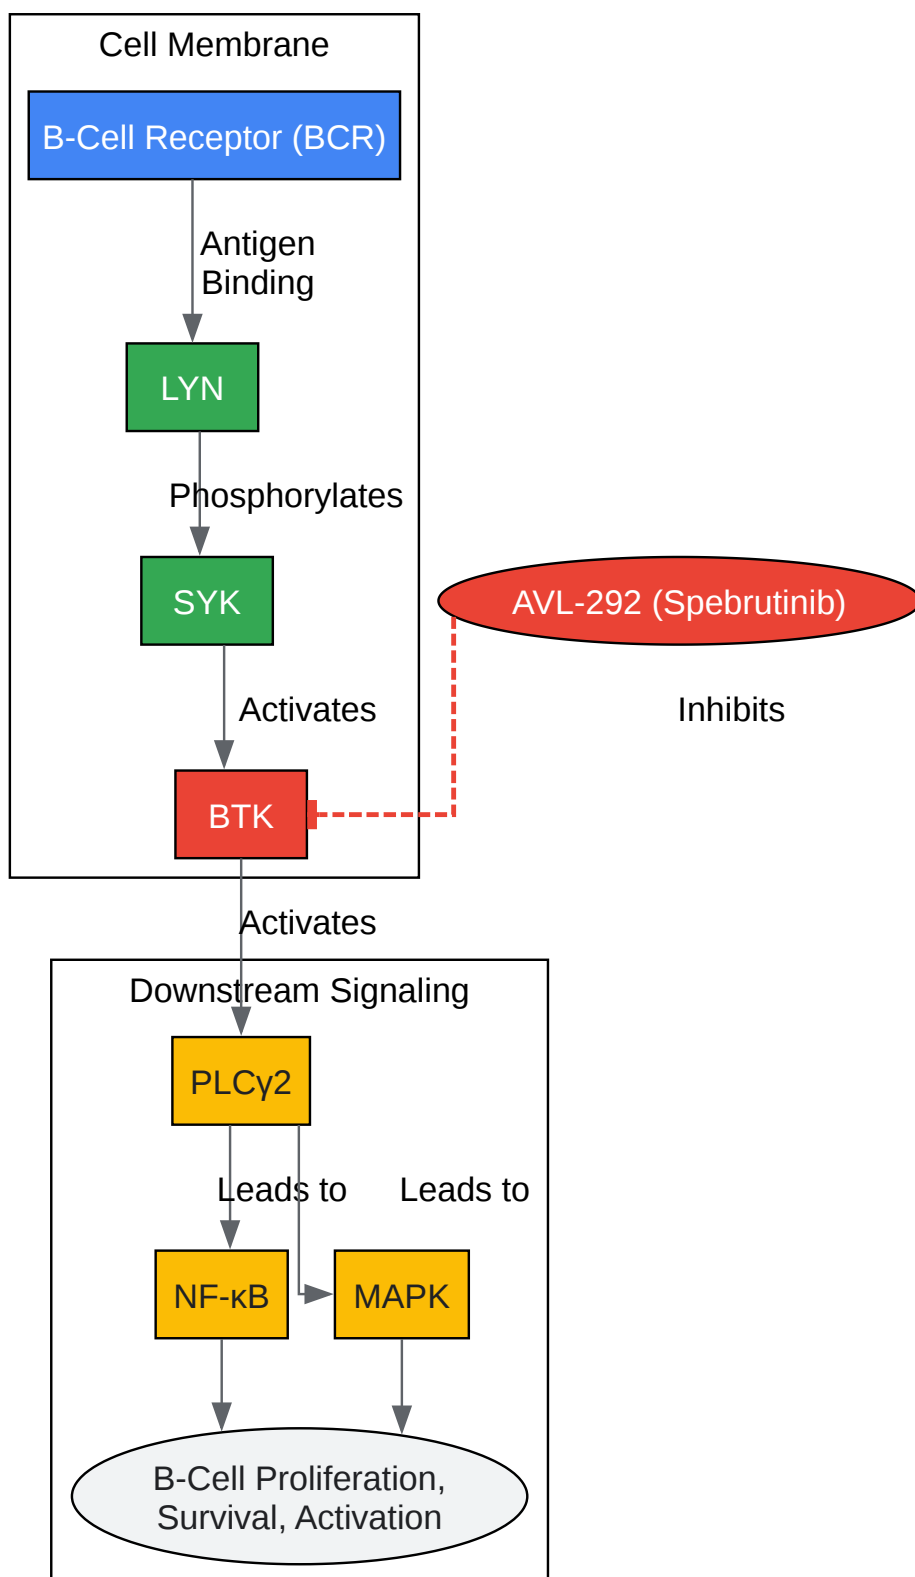 Cell Membrane
B-Cell Receptor (BCR)
Antigen
Binding
LYN
Phosphorylates
SYK
AVL-292 (Spebrutinib)
Activates
Inhibits
BTK
Activates
Downstream Signaling
PLCγ2
Leads to
Leads to
NF-κB
MAPK
B-Cell Proliferation,
Survival, Activation